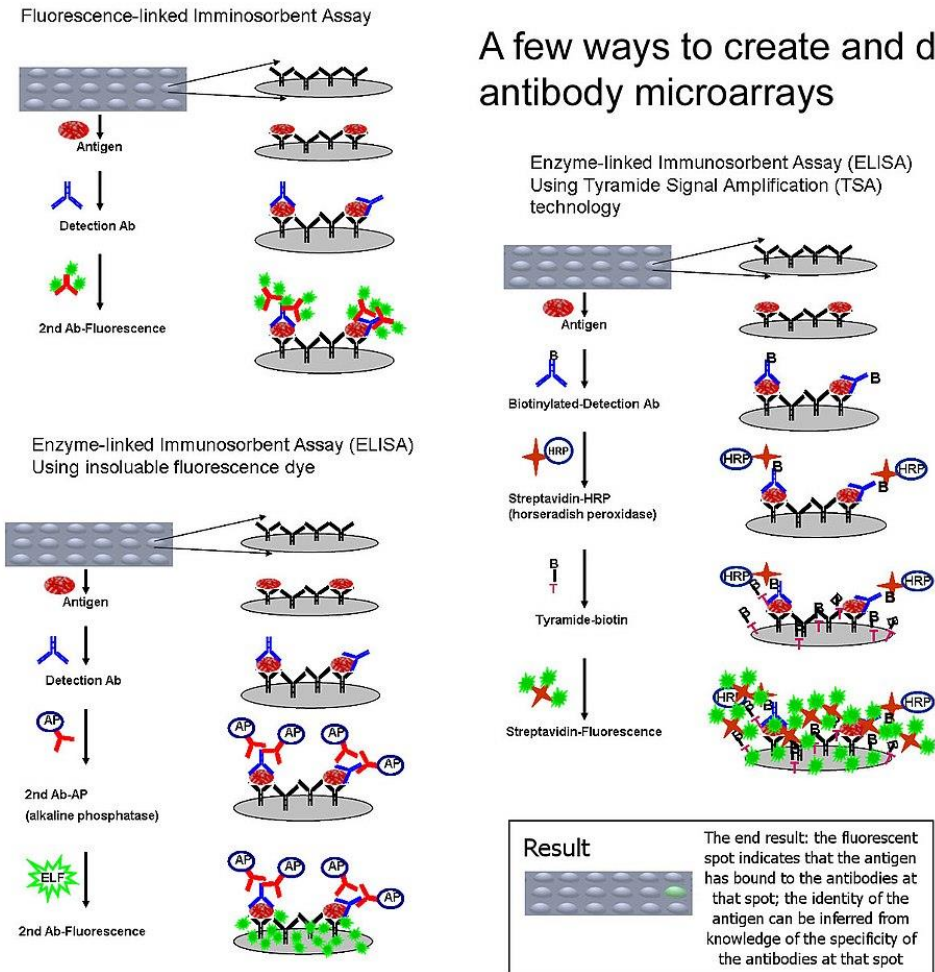 Fluorescence-linked Imminosorbent Assay
Antigen
Detection Ab
2nd Ab-Fluorescence
A few ways to create and d
antibody microarrays
Enzyme-linked Immunosorbent Assay (ELISA)
Using insoluable fluorescence dye
Antigen
Detection Ab
AP
2nd Ab-AP
(alkaline phosphatase)
AP
AP
AP
AP
ELF
2nd Ab-Fluorescence
AP
AP
AP
AP
Enzyme-linked Immunosorbent Assay (ELISA)
Using Tyramide Signal Amplification (TSA)
technology
Antigen
B
Biotinylated-Detection Ab
B
B
HRP
Streptavidin-HRP
(horseradish peroxidase)
HRP
B
B
HRP
B
T
Tyramide-biotin
HRP
B
T
B
B
T
B
T
B
T
B
HRP
B
T
B
T
Streptavidin-Fluorescence
HRP
B
B
T
B
T
B
B
HRP
B
T
Result
The end result: the fluorescent
spot indicates that the antigen
has bound to the antibodies at
that spot; the identity of the
antigen can be inferred from
knowledge of the specificity of
the antibodies at that spot